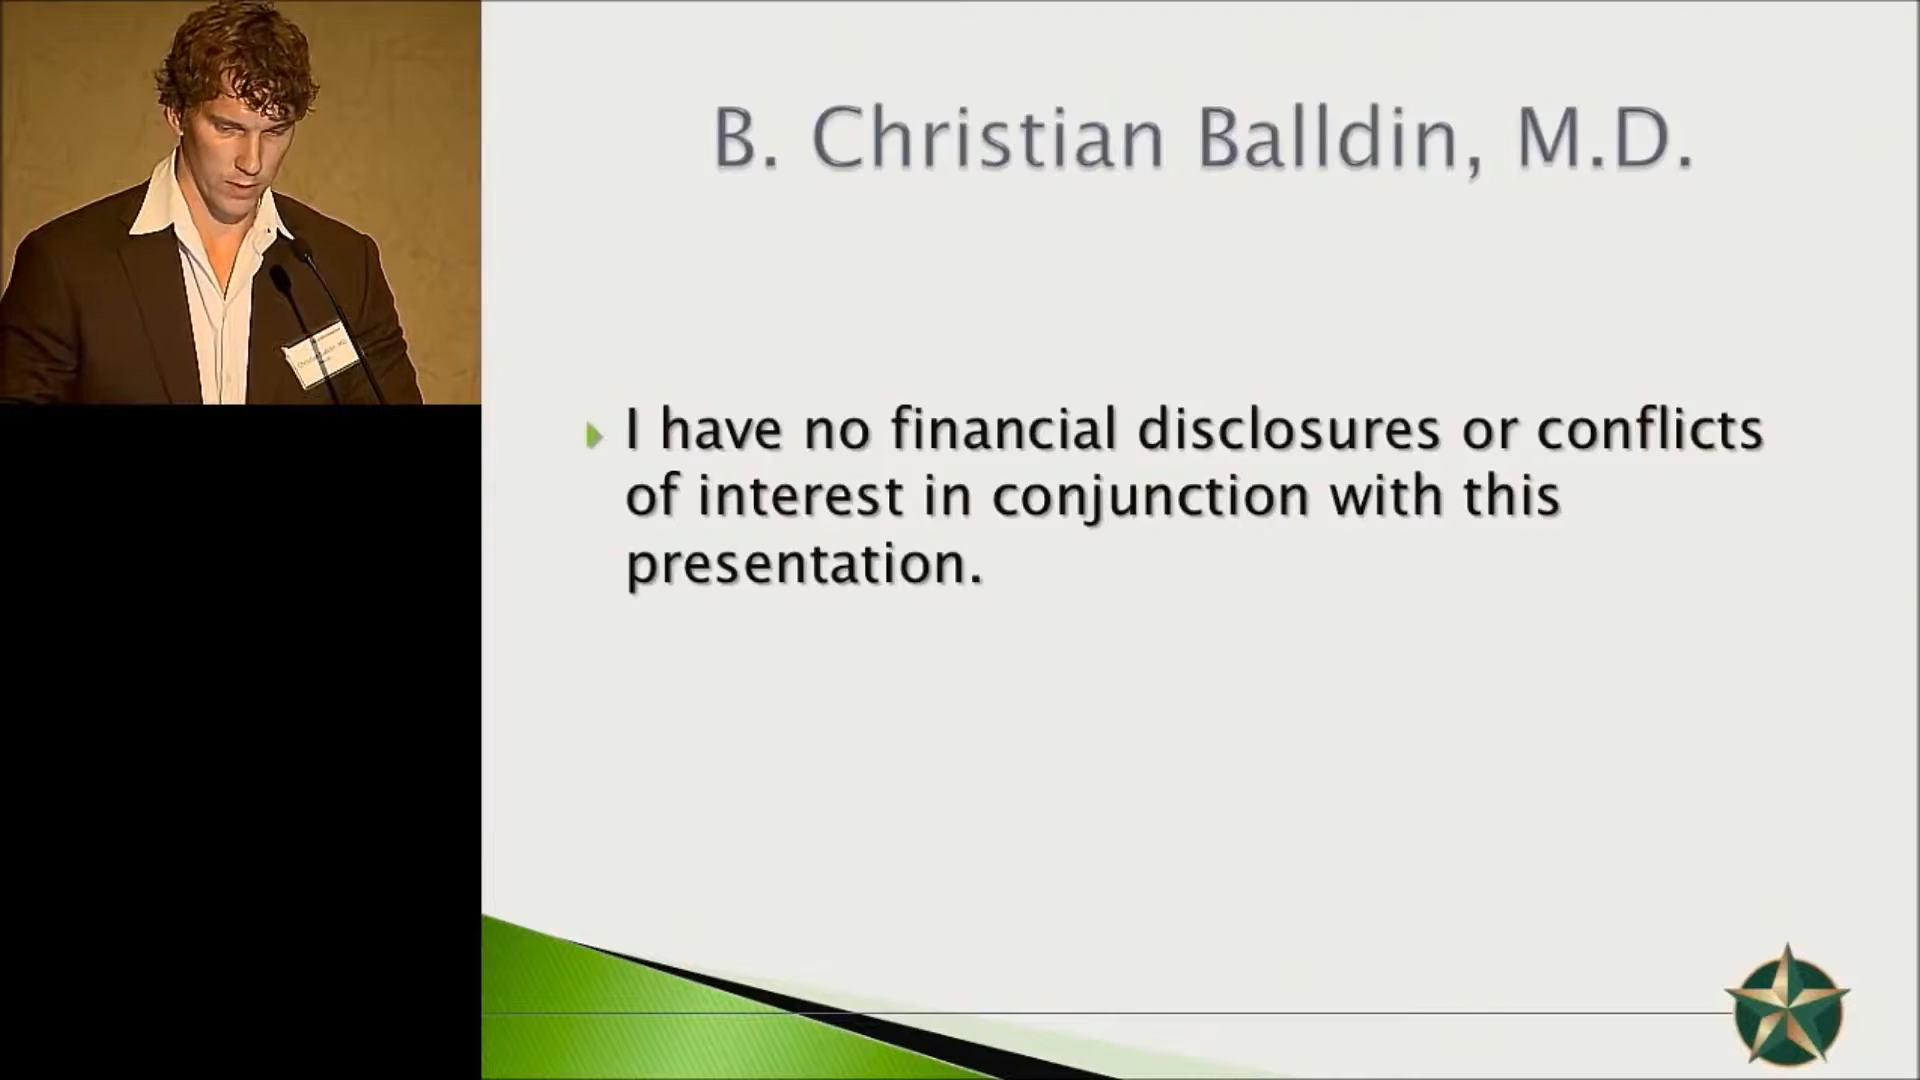 B. Christian Balldin, M.D.
I have no financial disclosures or conflicts
of interest in conjunction with this
presentation.